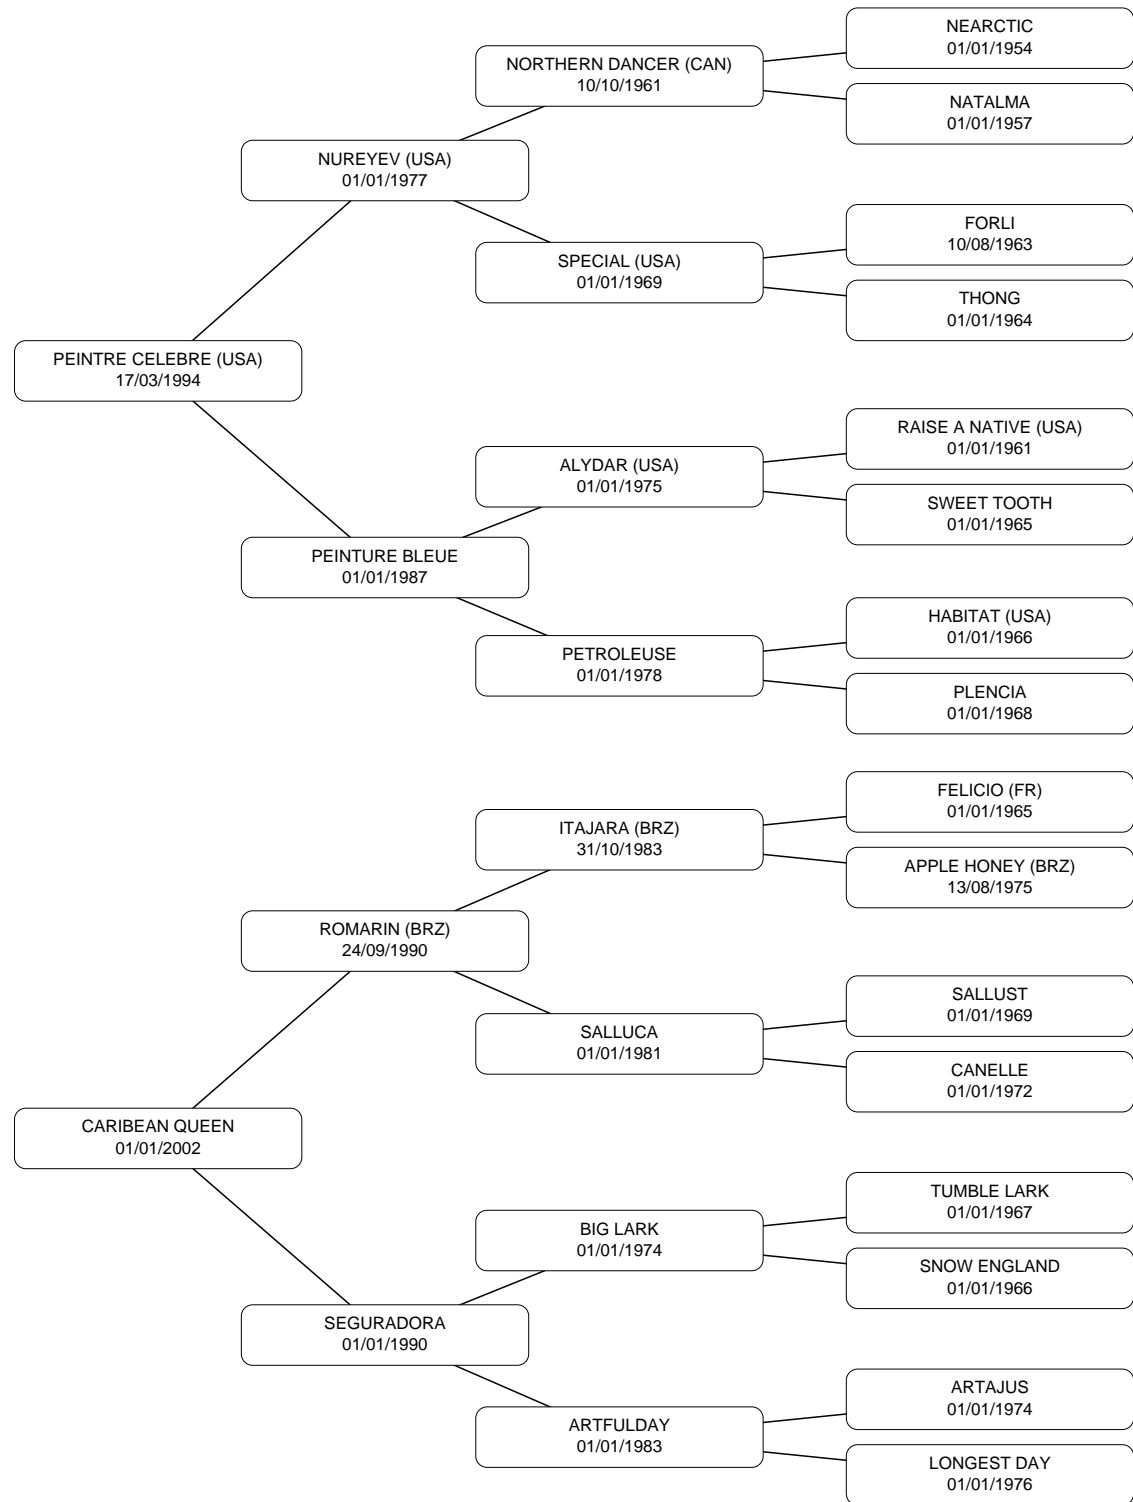 NEARCTIC
01/01/1954
NORTHERN DANCER (CAN)
10/10/1961
NATALMA
01/01/1957
NUREYEV (USA)
01/01/1977
FORLI
10/08/1963
SPECIAL (USA)
01/01/1969
THONG
01/01/1964
PEINTRE CELEBRE (USA)
17/03/1994
RAISE A NATIVE (USA)
01/01/1961
ALYDAR (USA)
01/01/1975
SWEET TOOTH
01/01/1965
PEINTURE BLEUE
01/01/1987
HABITAT (USA)
01/01/1966
PETROLEUSE
01/01/1978
PLENCIA
01/01/1968
FELICIO (FR)
01/01/1965
ITAJARA (BRZ)
31/10/1983
APPLE HONEY (BRZ)
13/08/1975
ROMARIN (BRZ)
24/09/1990
SALLUST
01/01/1969
SALLUCA
01/01/1981
CANELLE
01/01/1972
CARIBEAN QUEEN
01/01/2002
TUMBLE LARK
01/01/1967
BIG LARK
01/01/1974
SNOW ENGLAND
01/01/1966
SEGURADORA
01/01/1990
ARTAJUS
01/01/1974
ARTFULDAY
01/01/1983
LONGEST DAY
01/01/1976